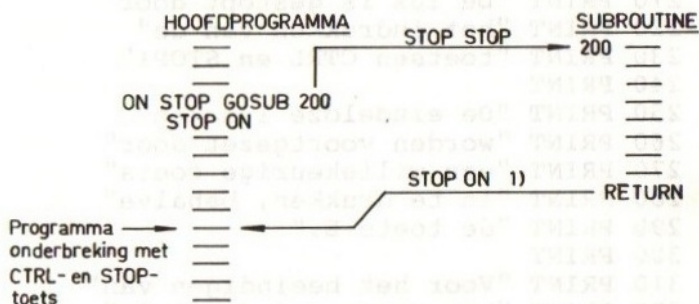 HOOFDPROGRAMMA
SUBROUTINE
STOP STOP
200
ON STOP GOSUB 200
STOP ON
STOP ON 1)
RETURN
Programma
onderbreking met
CTRL- en STOP-
toets